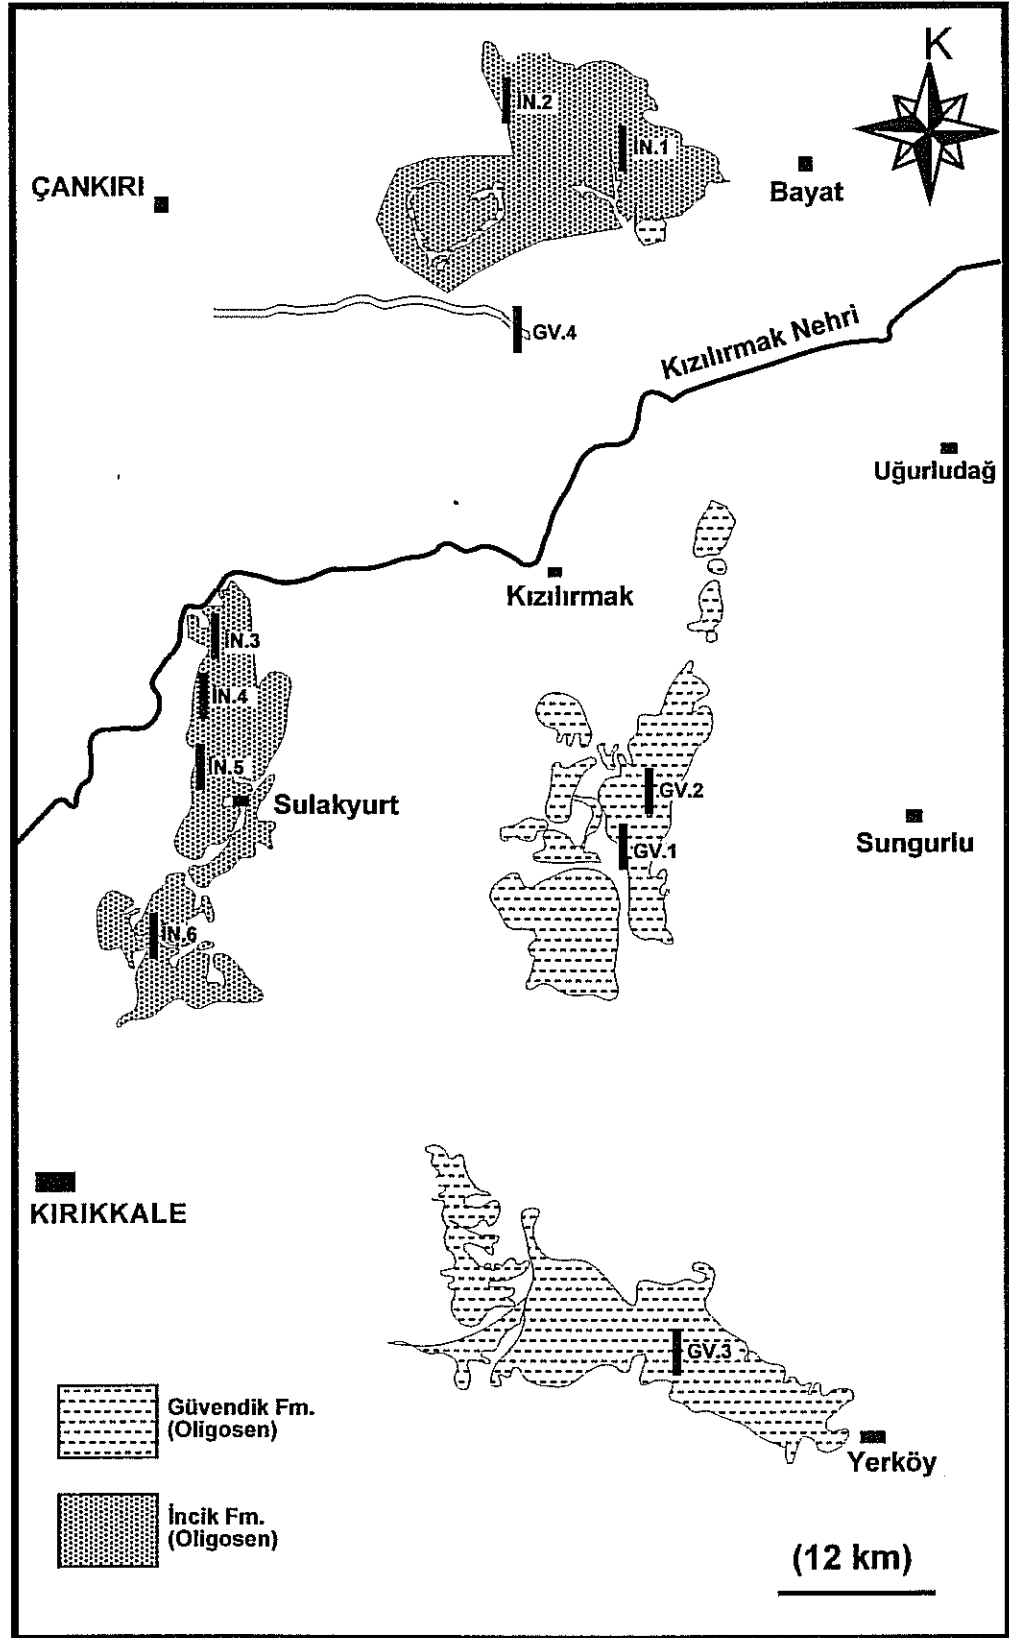 K
İN.2
İN.1
ÇANKIRI
Bayat
GV.4
Kızılırmak Nehri
Uğurludağ
Kızılırmak
İN.3
İN.4
İN.5
Sulakyurt
GV.2
GV.1
Sungurlu
İN.6
KIRIKKALE
GV.3
Güvendik Fm.
(Oligosen)
Yerköy
İncik Fm.
(Oligosen)
(12 km)